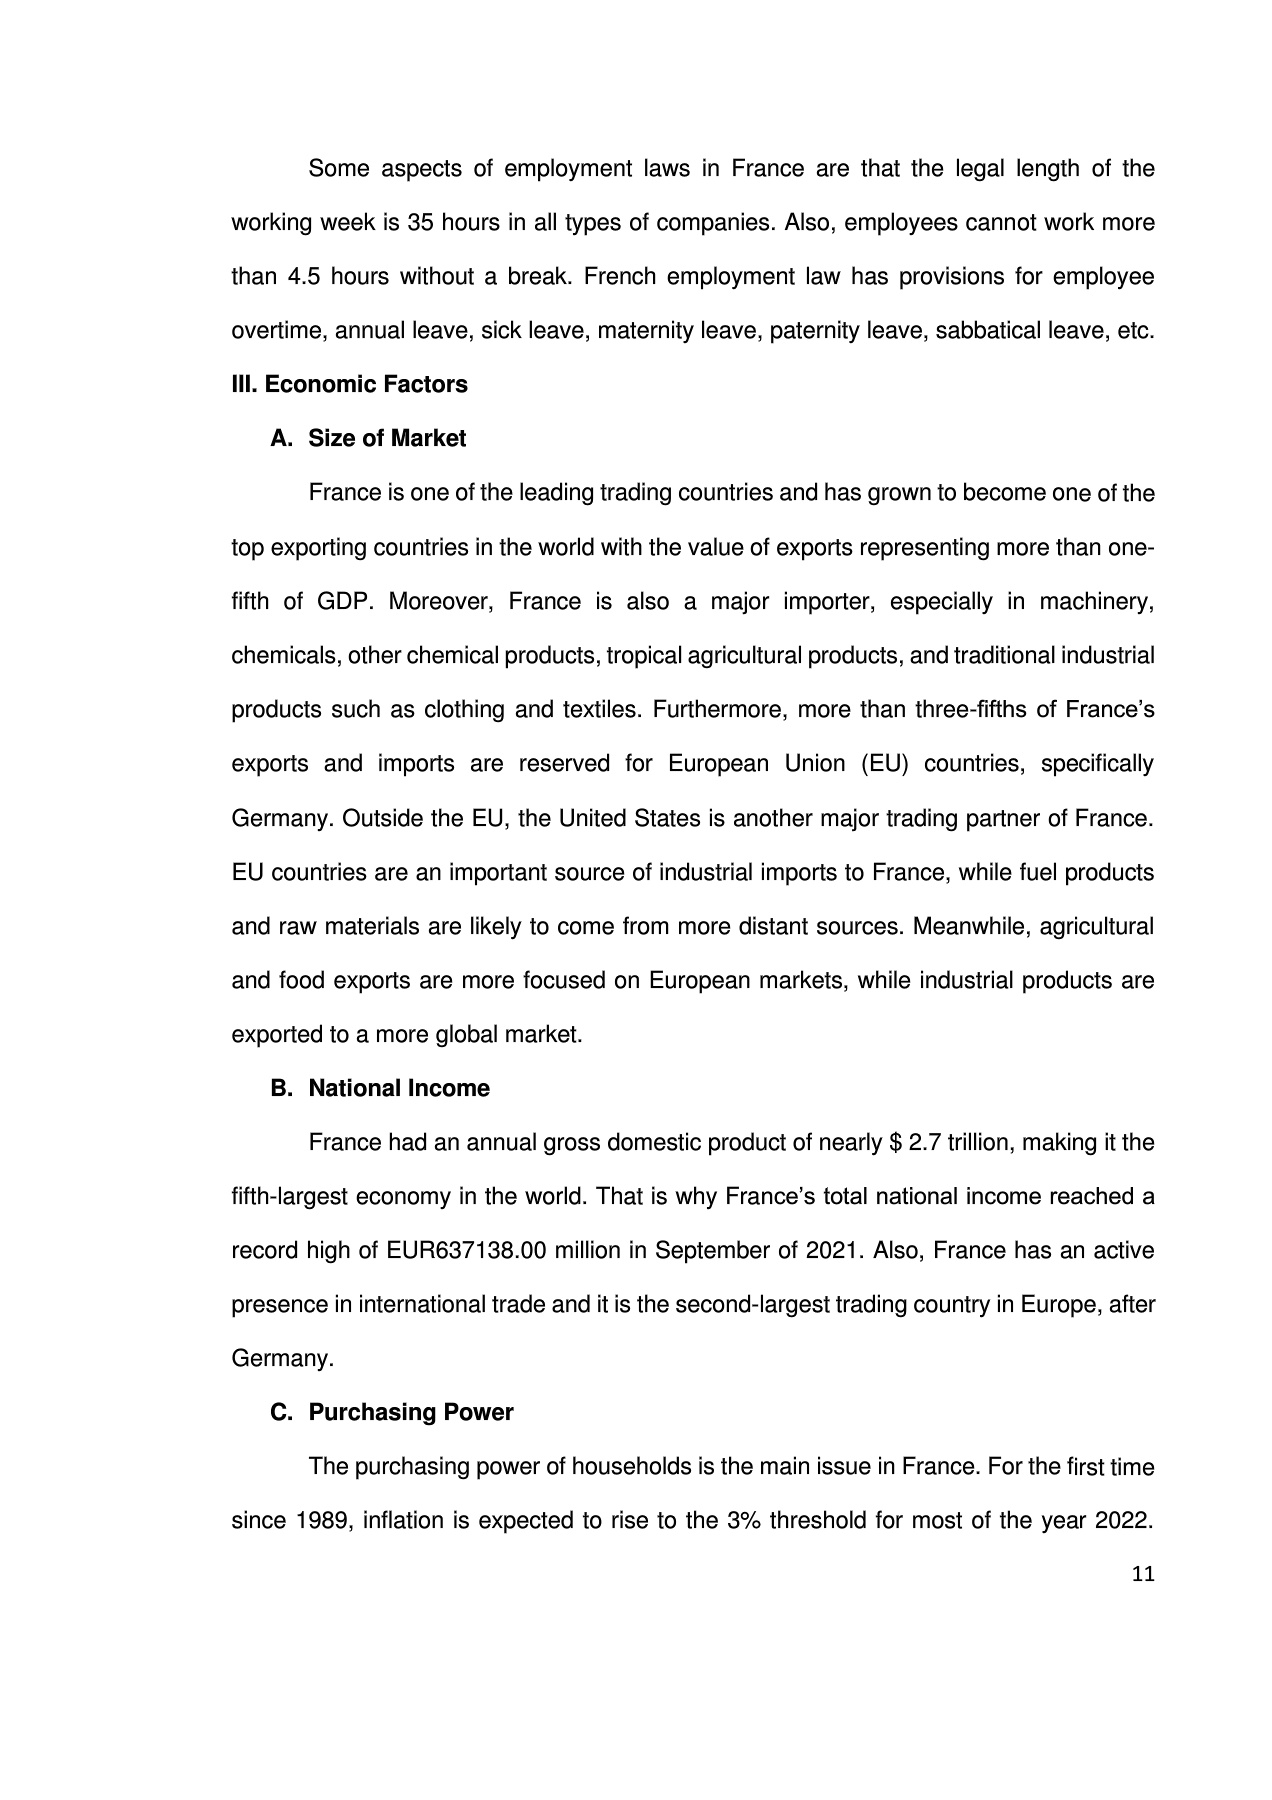 Some aspects of employment laws in France are that the legal length of the
working week is 35 hours in all types of companies. Also, employees cannot work more
than 4.5 hours without a break. French employment law has provisions for employee
overtime, annual leave, sick leave, maternity leave, paternity leave, sabbatical leave, etc.
III. Economic Factors
A. Size of Market
France is one of the leading trading countries and has grown to become one of the
top exporting countries in the world with the value of exports representing more than one-
fifth of GDP. Moreover, France is also a major importer, especially in machinery,
chemicals, other chemical products, tropical agricultural products, and traditional industrial
products such as clothing and textiles. Furthermore, more than three-fifths of France’s
exports and imports are reserved for European Union (EU) countries, specifically
Germany. Outside the EU, the United States is another major trading partner of France.
EU countries are an important source of industrial imports to France, while fuel products
and raw materials are likely to come from more distant sources. Meanwhile, agricultural
and food exports are more focused on European markets, while industrial products are
exported to a more global market.
B. National Income
France had an annual gross domestic product of nearly $ 2.7 trillion, making it the
fifth-largest economy in the world. That is why France’s total national income reached a
record high of EUR637138.00 million in September of 2021. Also, France has an active
presence in international trade and it is the second-largest trading country in Europe, after
Germany.
C. Purchasing Power
The purchasing power of households is the main issue in France. For the first time
since 1989, inflation is expected to rise to the 3% threshold for most of the year 2022.
11